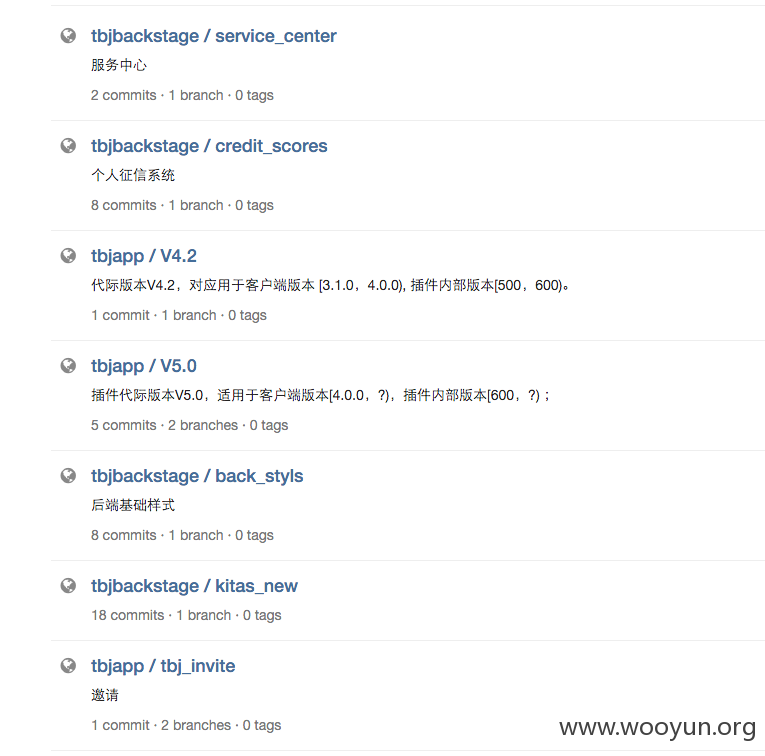 tbjbackstage / service_center
服务中心
2 commits · 1 branch · 0 tags
tbjbackstage / credit_scores
个人征信系统
8 commits · 1 branch · 0 tags
tbjapp / V4.2
代际版本V4.2，对应用于客户端版本 [3.1.0，4.0.0), 插件内部版本[500，600)。
1 commit · 1 branch · 0 tags
tbjapp / V5.0
插件代际版本V5.0，适用于客户端版本[4.0.0，?)，插件内部版本[600，?)；
5 commits · 2 branches · 0 tags
tbjbackstage / back_styls
后端基础样式
8 commits · 1 branch · 0 tags
tbjbackstage / kitas_new
18 commits · 1 branch · 0 tags
tbjapp / tbj_invite
邀请
1 commit · 2 branches · 0 tags
www.wooyun.org